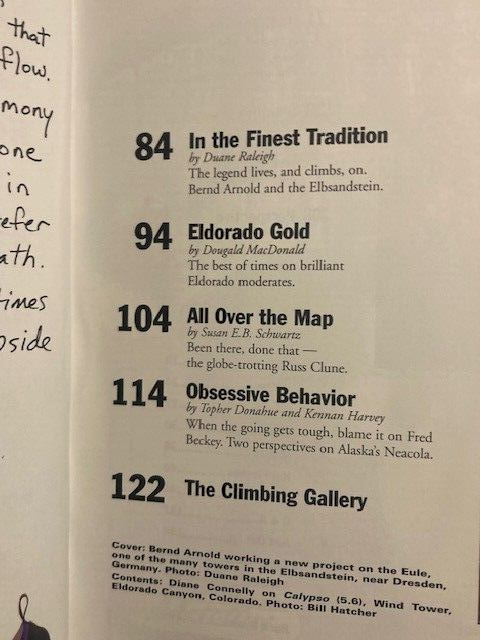 that
flow.
mony
one
in
efer
ath.
times
pside
84 In the Finest Tradition
by Duane Raleigh
The legend lives, and climbs, on.
Bernd Arnold and the Elbsandstein.
94 Eldorado Gold
by Dougald MacDonald
The best of times on brilliant
Eldorado moderates.
104 All Over the Map
by Susan E.B. Schwartz
Been there, done that —
the globe-trotting Russ Clune.
114 Obsessive Behavior
by Topher Donahue and Kennan Harvey
When the going gets tough, blame it on Fred
Beckey. Two perspectives on Alaska's Neacola.
122 The Climbing Gallery
Cover: Bernd Arnold working a new project on the Eule,
one of the many towers in the Elbsandstein, near Dresden,
Germany. Photo: Duane Raleigh
Contents: Diane Connelly on Calypso (5.6), Wind Tower,
Eldorado Canyon, Colorado. Photo: Bill Hatcher